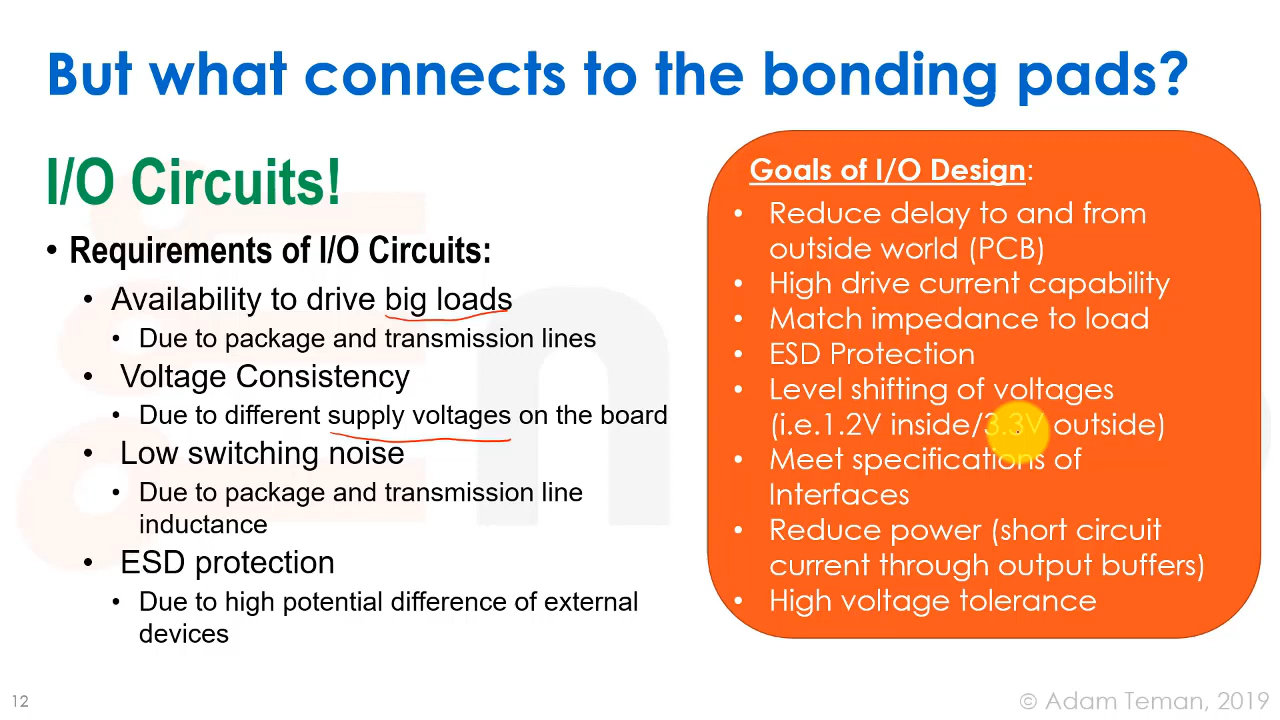 But what connects to the bonding pads?
I/O Circuits!
• Requirements of I/O Circuits:
• Availability to drive big loads
• Due to package and transmission lines
• Voltage Consistency
• Due to different supply voltages on the board
• Low switching noise
• Due to package and transmission line
inductance
• ESD protection
• Due to high potential difference of external
devices
Goals of I/O Design:
• Reduce delay to and from
outside world (PCB)
• High drive current capability
• Match impedance to load
• ESD Protection
• Level shifting of voltages
(i.e.1.2V inside/3.3V outside)
• Meet specifications of
Interfaces
• Reduce power (short circuit
current through output buffers)
• High voltage tolerance
12
© Adam Teman, 2019